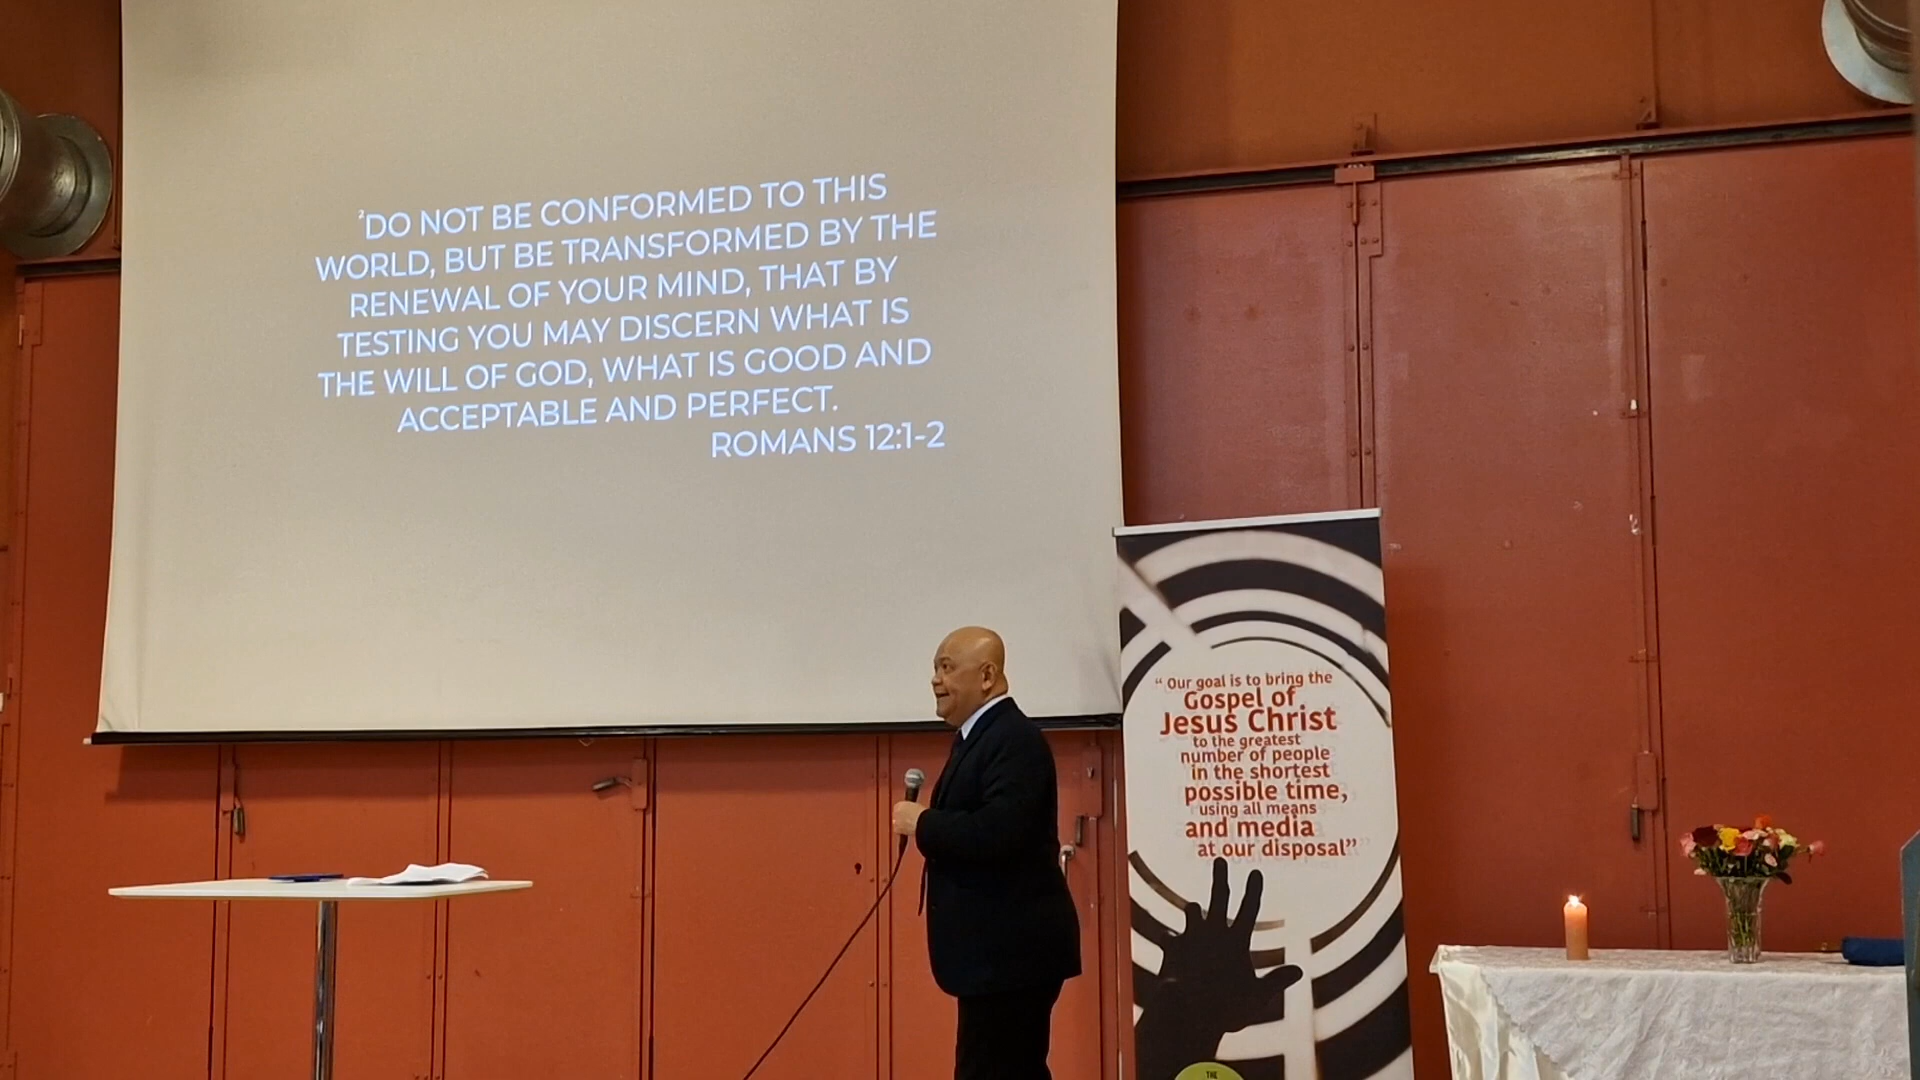 ²DO NOT BE CONFORMED TO THIS
WORLD, BUT BE TRANSFORMED BY THE
RENEWAL OF YOUR MIND, THAT BY
TESTING YOU MAY DISCERN WHAT IS
THE WILL OF GOD, WHAT IS GOOD AND
ACCEPTABLE AND PERFECT.
ROMANS 12:1-2
“Our goal is to bring the
Gospel of
Jesus Christ
to the greatest
number of people
in the shortest
possible time,
using all means
and media
at our disposal”
THE